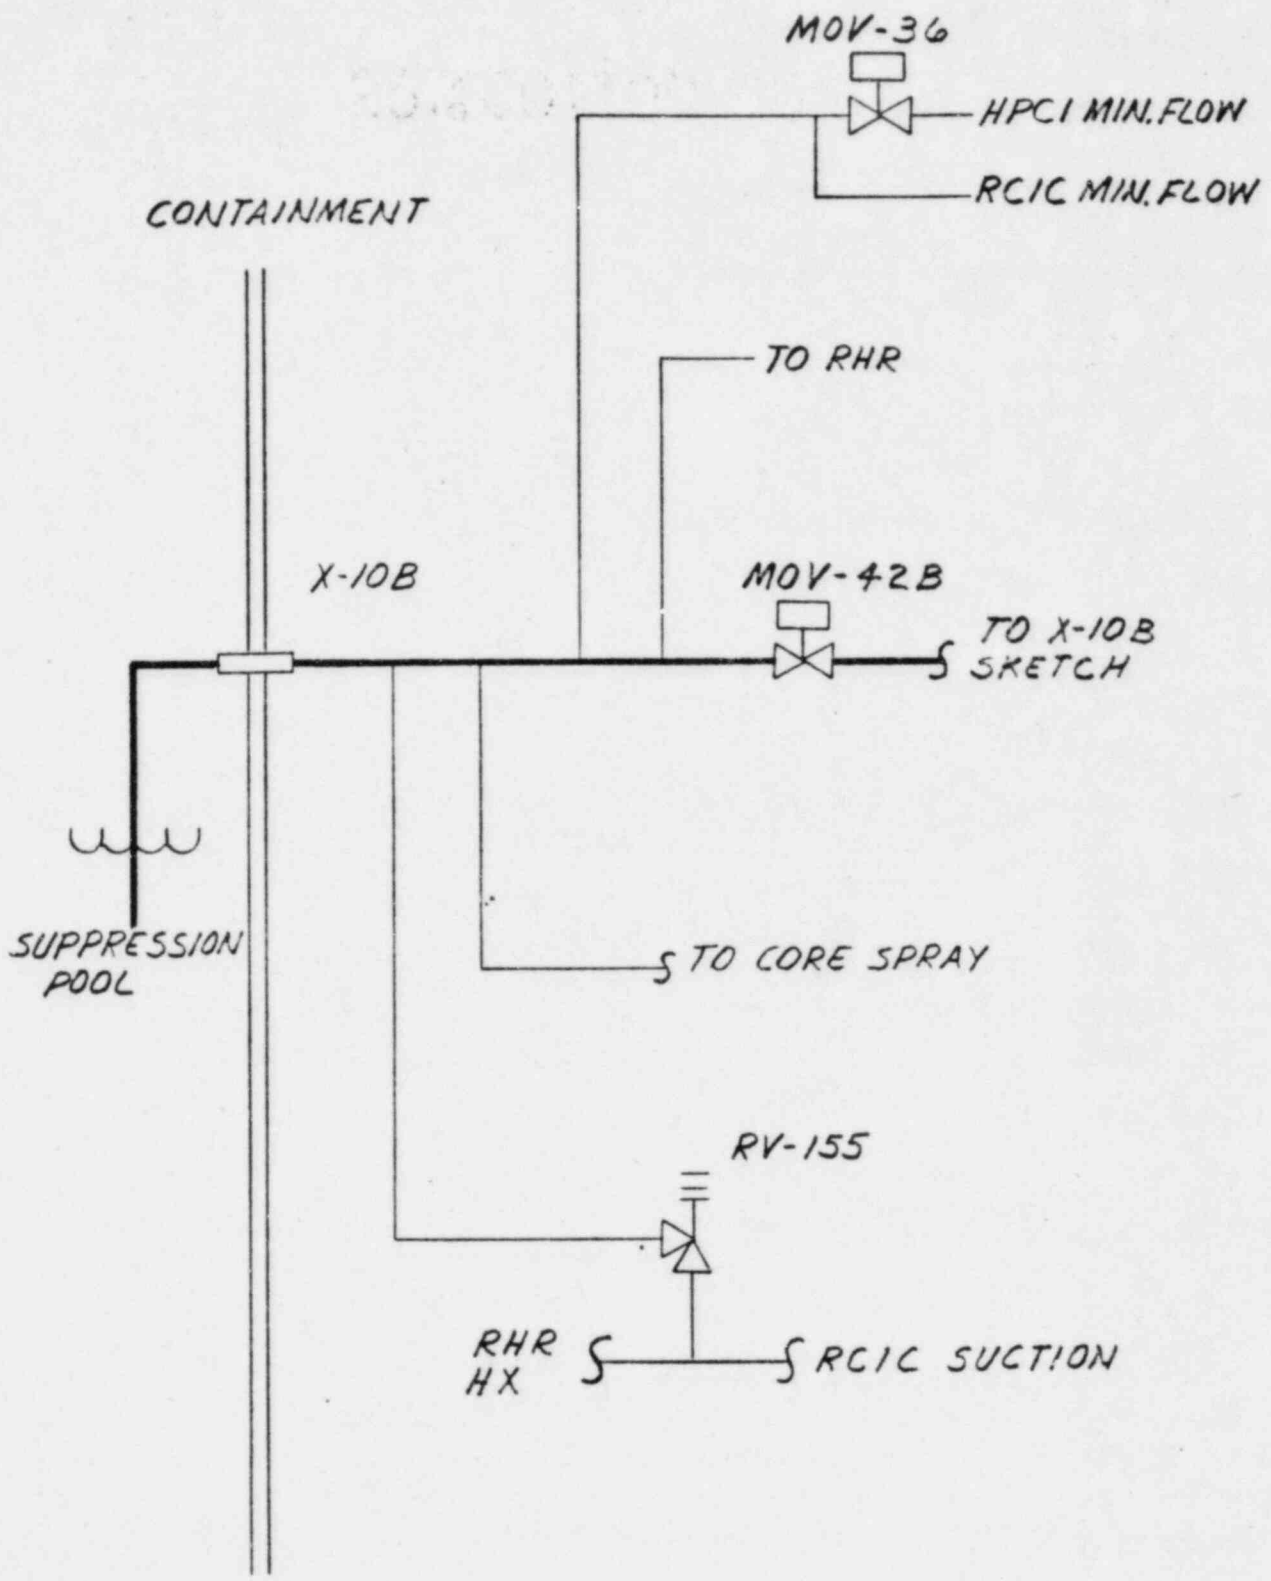 MOV-36
HPCI MIN. FLOW
RCIC MIN. FLOW
CONTAINMENT
TO RHR
X-10B
MOV-42B
TO X-10B
SKETCH
SUPPRESSION
POOL
TO CORE SPRAY
RV-155
RHR
HX
RCIC SUCTION